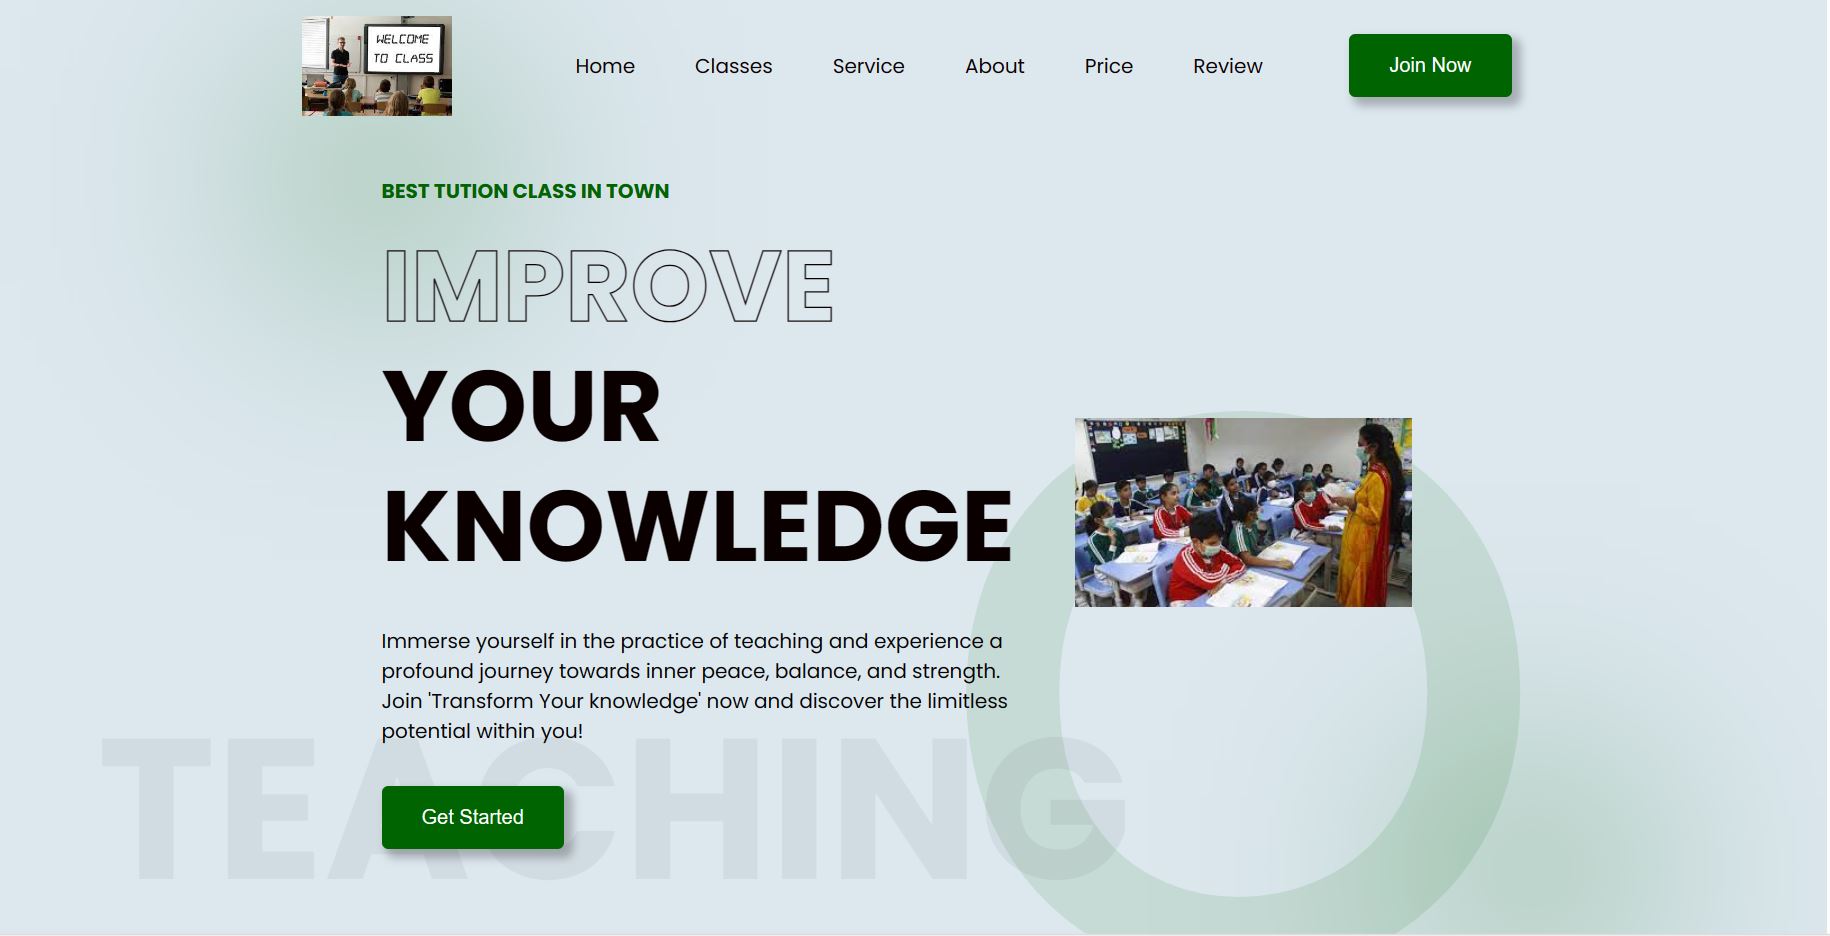 WELCOME
TO CLASS
Home Classes Service About Price Review Join Now
BEST TUTION CLASS IN TOWN
IMPROVE
YOUR
KNOWLEDGE
Immerse yourself in the practice of teaching and experience a
profound journey towards inner peace, balance, and strength.
Join 'Transform Your knowledge' now and discover the limitless
potential within you!
TEACHING
Get Started